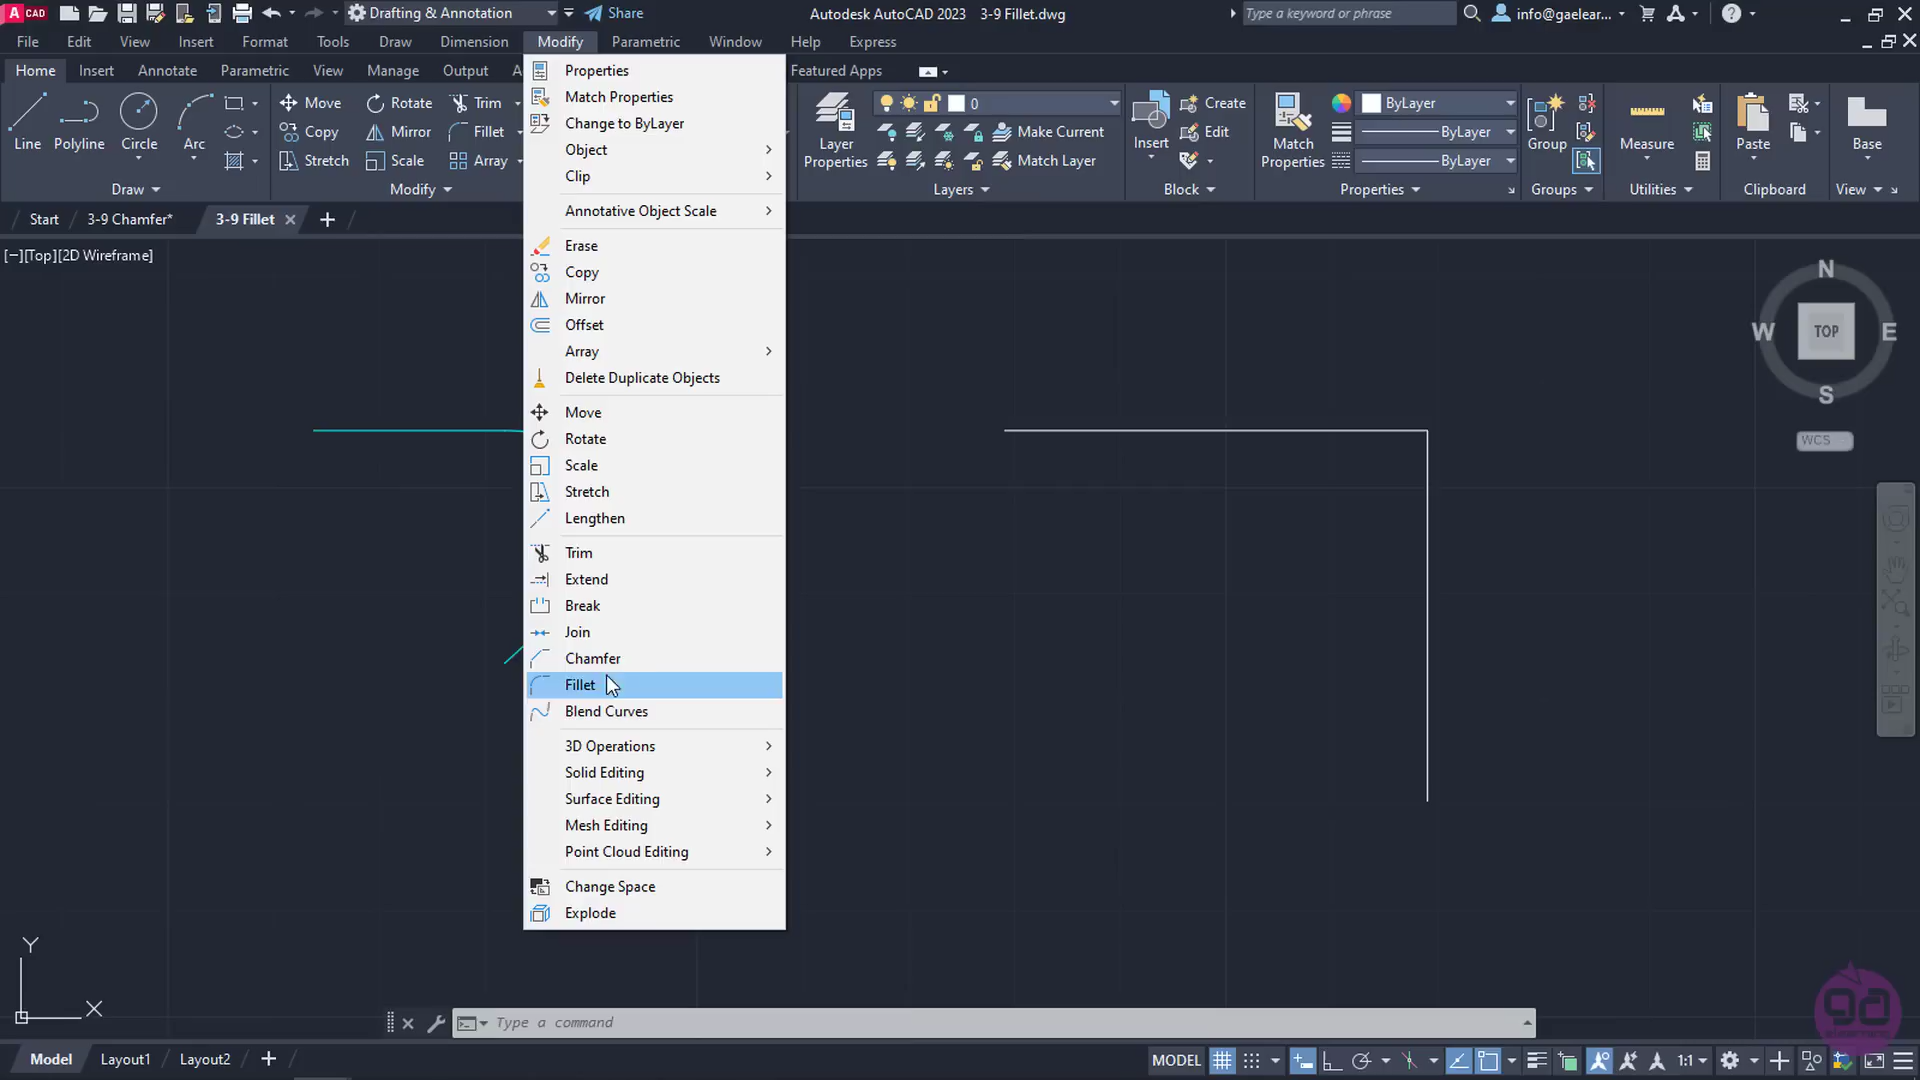 A CAD Drafting & Annotation Share Autodesk AutoCAD 2023 3-9 Fillet.dwg Type a keyword or phrase info@gaelear...
File Edit View Insert Format Tools Draw Dimension Modify Parametric Window Help Express
Home Insert Annotate Parametric View Manage Output Featured Apps
Line Polyline Circle Arc
Move Rotate Trim
Copy Mirror Fillet
Stretch Scale Array
Draw Modify
Layer Properties
0
Make Current
Match Layer
Layers
Insert
Create
Edit
Block
Match Properties
ByLayer
ByLayer
ByLayer
Properties
Group
Groups
Measure
Utilities
Paste
Clipboard
Base
View
Start 3-9 Chamfer* 3-9 Fillet
[−][Top][2D Wireframe]
Properties
Match Properties
Change to ByLayer
Object
Clip
Annotative Object Scale
Erase
Copy
Mirror
Offset
Array
Delete Duplicate Objects
Move
Rotate
Scale
Stretch
Lengthen
Trim
Extend
Break
Join
Chamfer
Fillet
Blend Curves
3D Operations
Solid Editing
Surface Editing
Mesh Editing
Point Cloud Editing
Change Space
Explode
N
W TOP E
S
WCS
Y
X
Type a command
Model Layout1 Layout2
MODEL 1:1